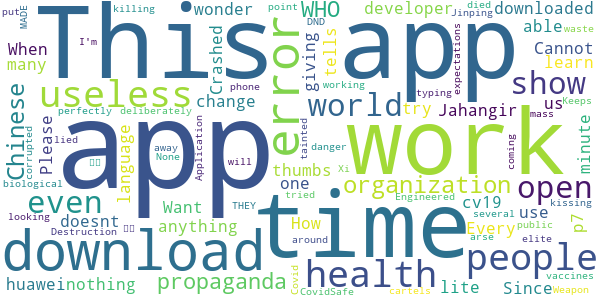 put MADE killing wonder point WHO developer DND Jinping died downloaded
This app I'm able Cannot
many When Crashed giving tells show learn
useless error phone working typing expectations us waste Keeps
perfectly deliberately change world try Jahangir mass minute
Chinese corrupted Please lied language away None biological app Application will thumbs tainted danger Xi work coming
even organization open
looking doesnt Want one tried Engineered cv19 use kissing
Destruction THEY anything time How around several Every public p7
download Covid health people arse elite
huawei nothing propaganda CovidSafe cartels lite Since vaccines Weapon